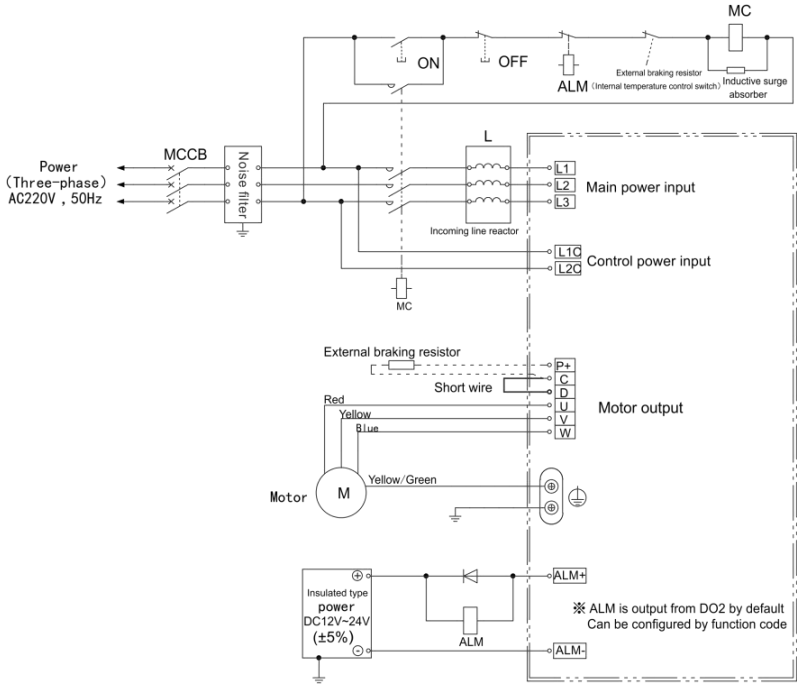 MC
ON
OFF
ALM
External braking resistor
(Internal temperature control switch)
Inductive surge
absorber
MCCB
Noise filter
L
Power
(Three-phase)
AC220V , 50Hz
L1
L2
L3
Main power input
Incoming line reactor
L1C
L2C
Control power input
MC
External braking resistor
P+
C
D
U
V
W
Short wire
Motor output
Red
Yellow
Blue
Motor
M
Yellow/Green
Insulated type
power
DC12V~24V
(±5%)
ALM
ALM+
ALM-
※ ALM is output from DO2 by default
Can be configured by function code